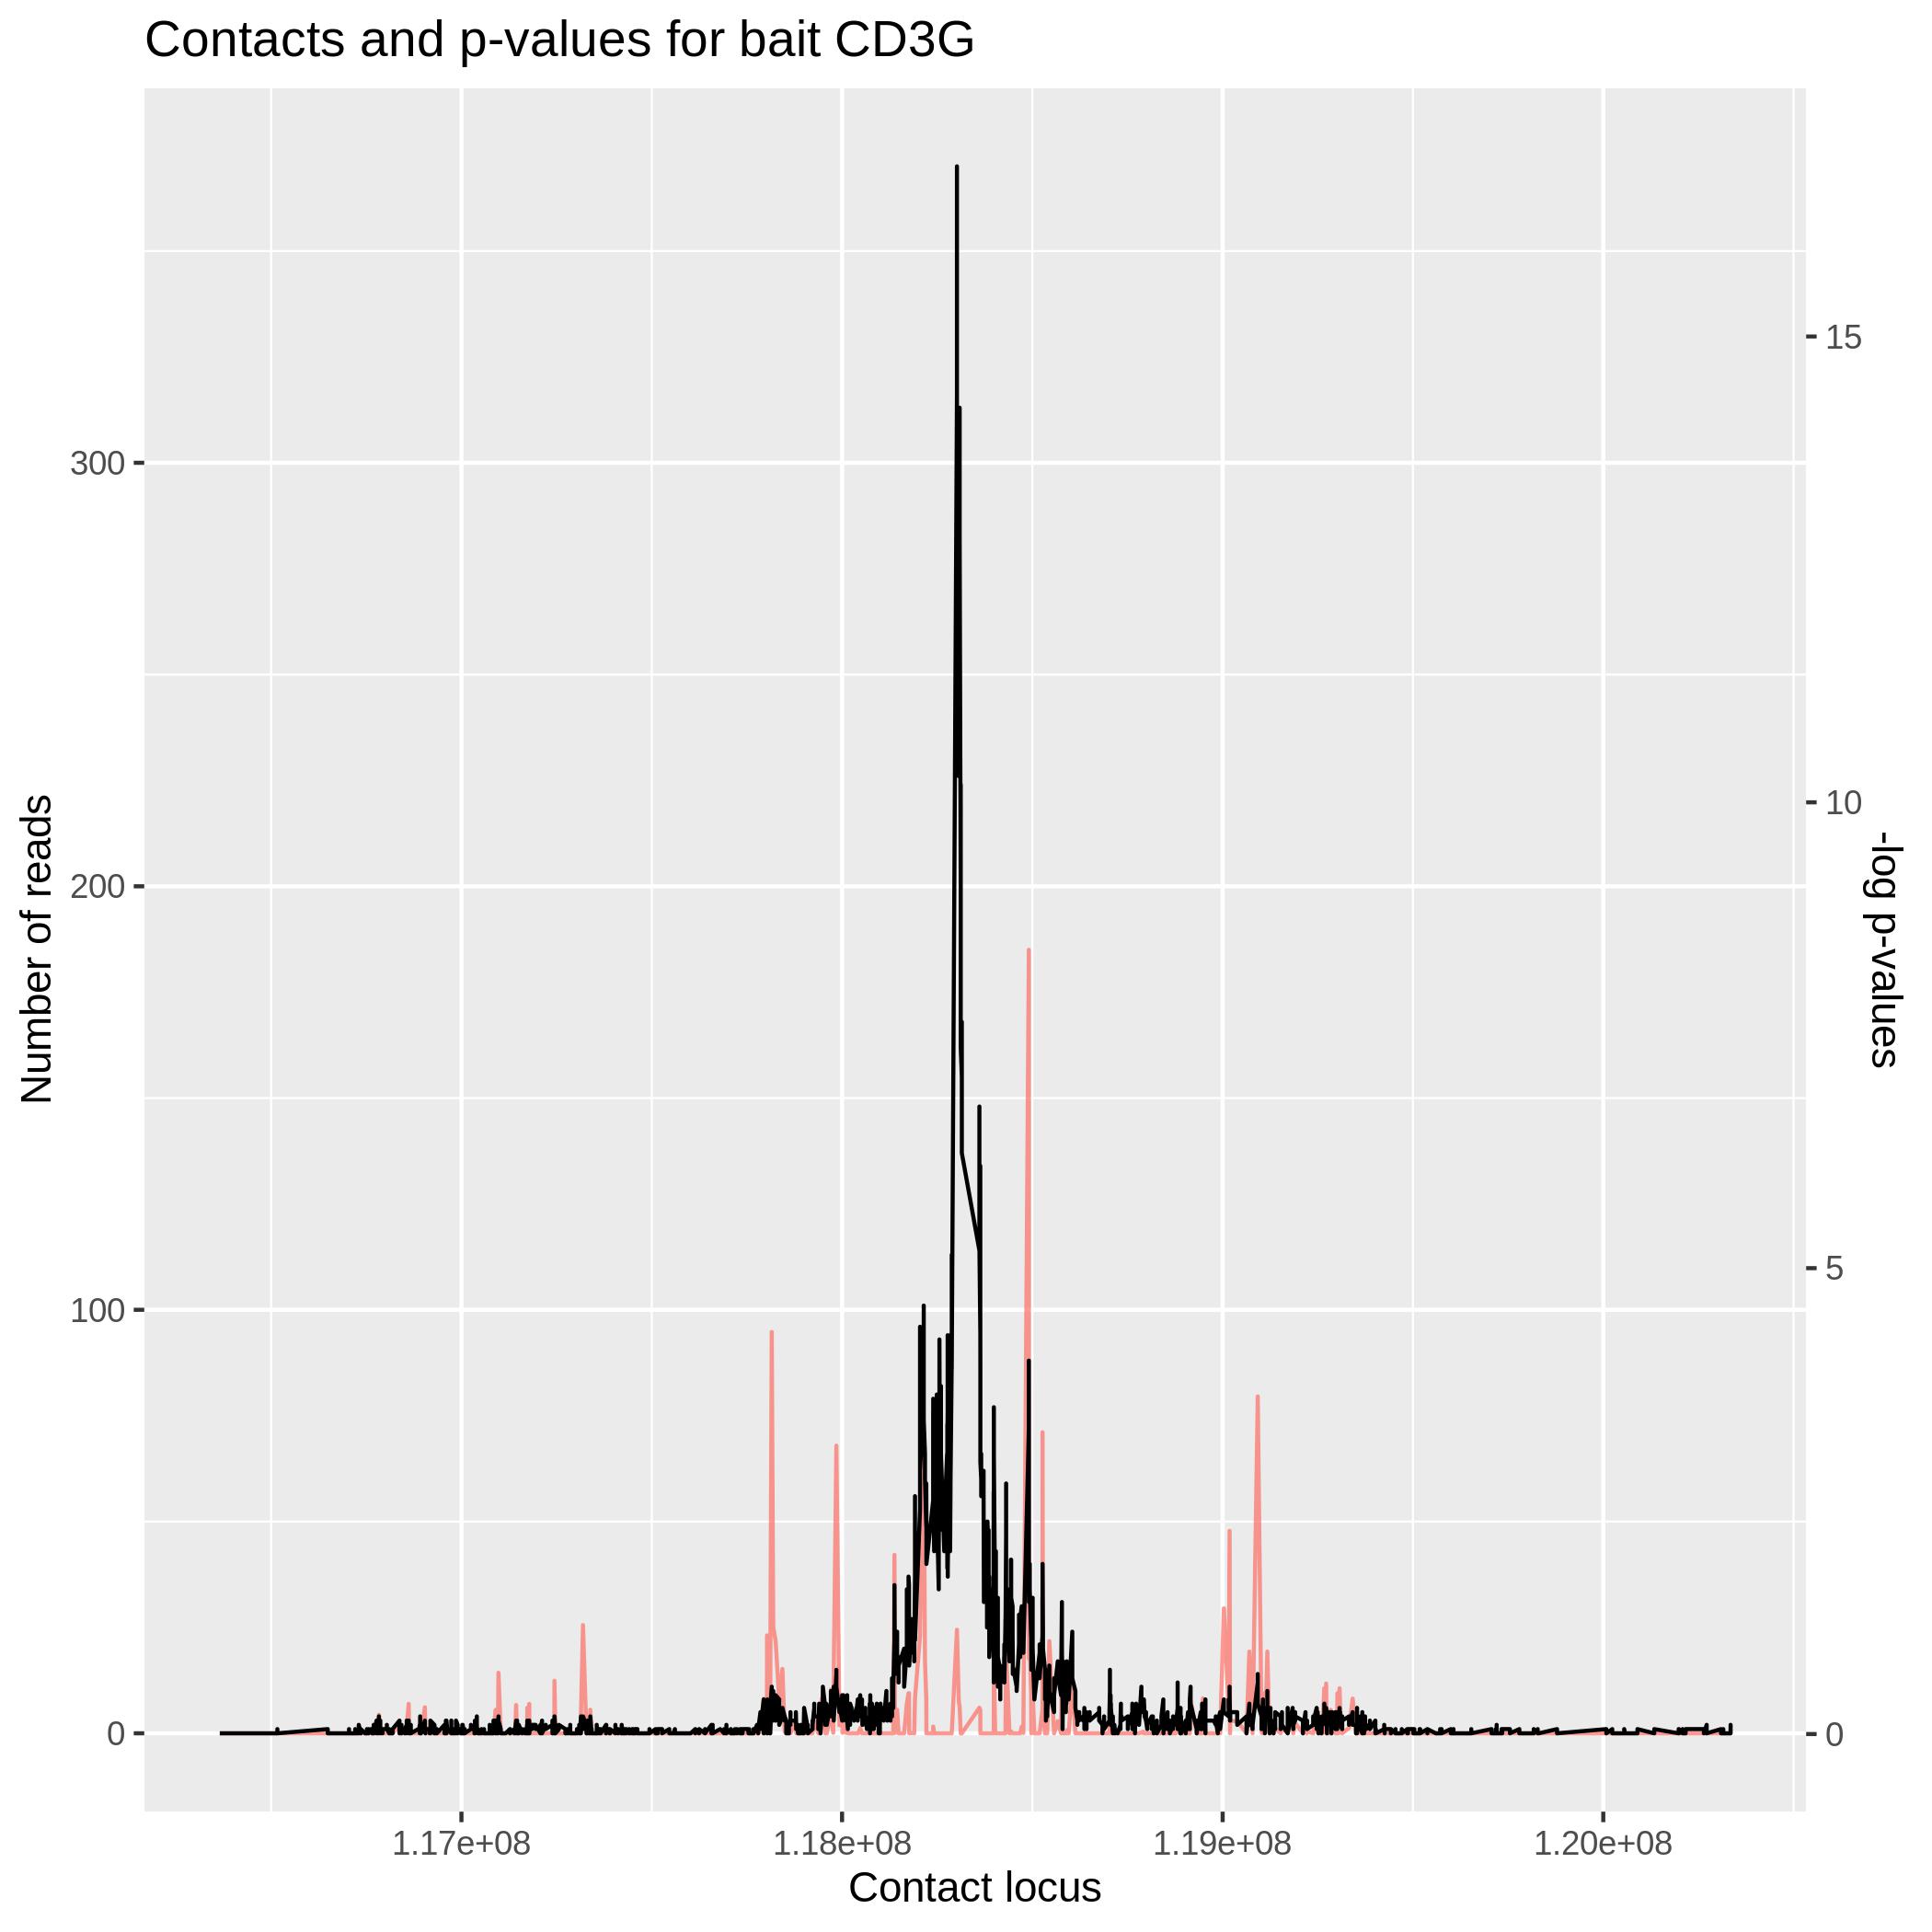 Contacts and p-values for bait CD3G
Number of reads
300
200
100
0
15
10
5
0
-log p-values
1.17e+08
1.18e+08
1.19e+08
1.20e+08
Contact locus